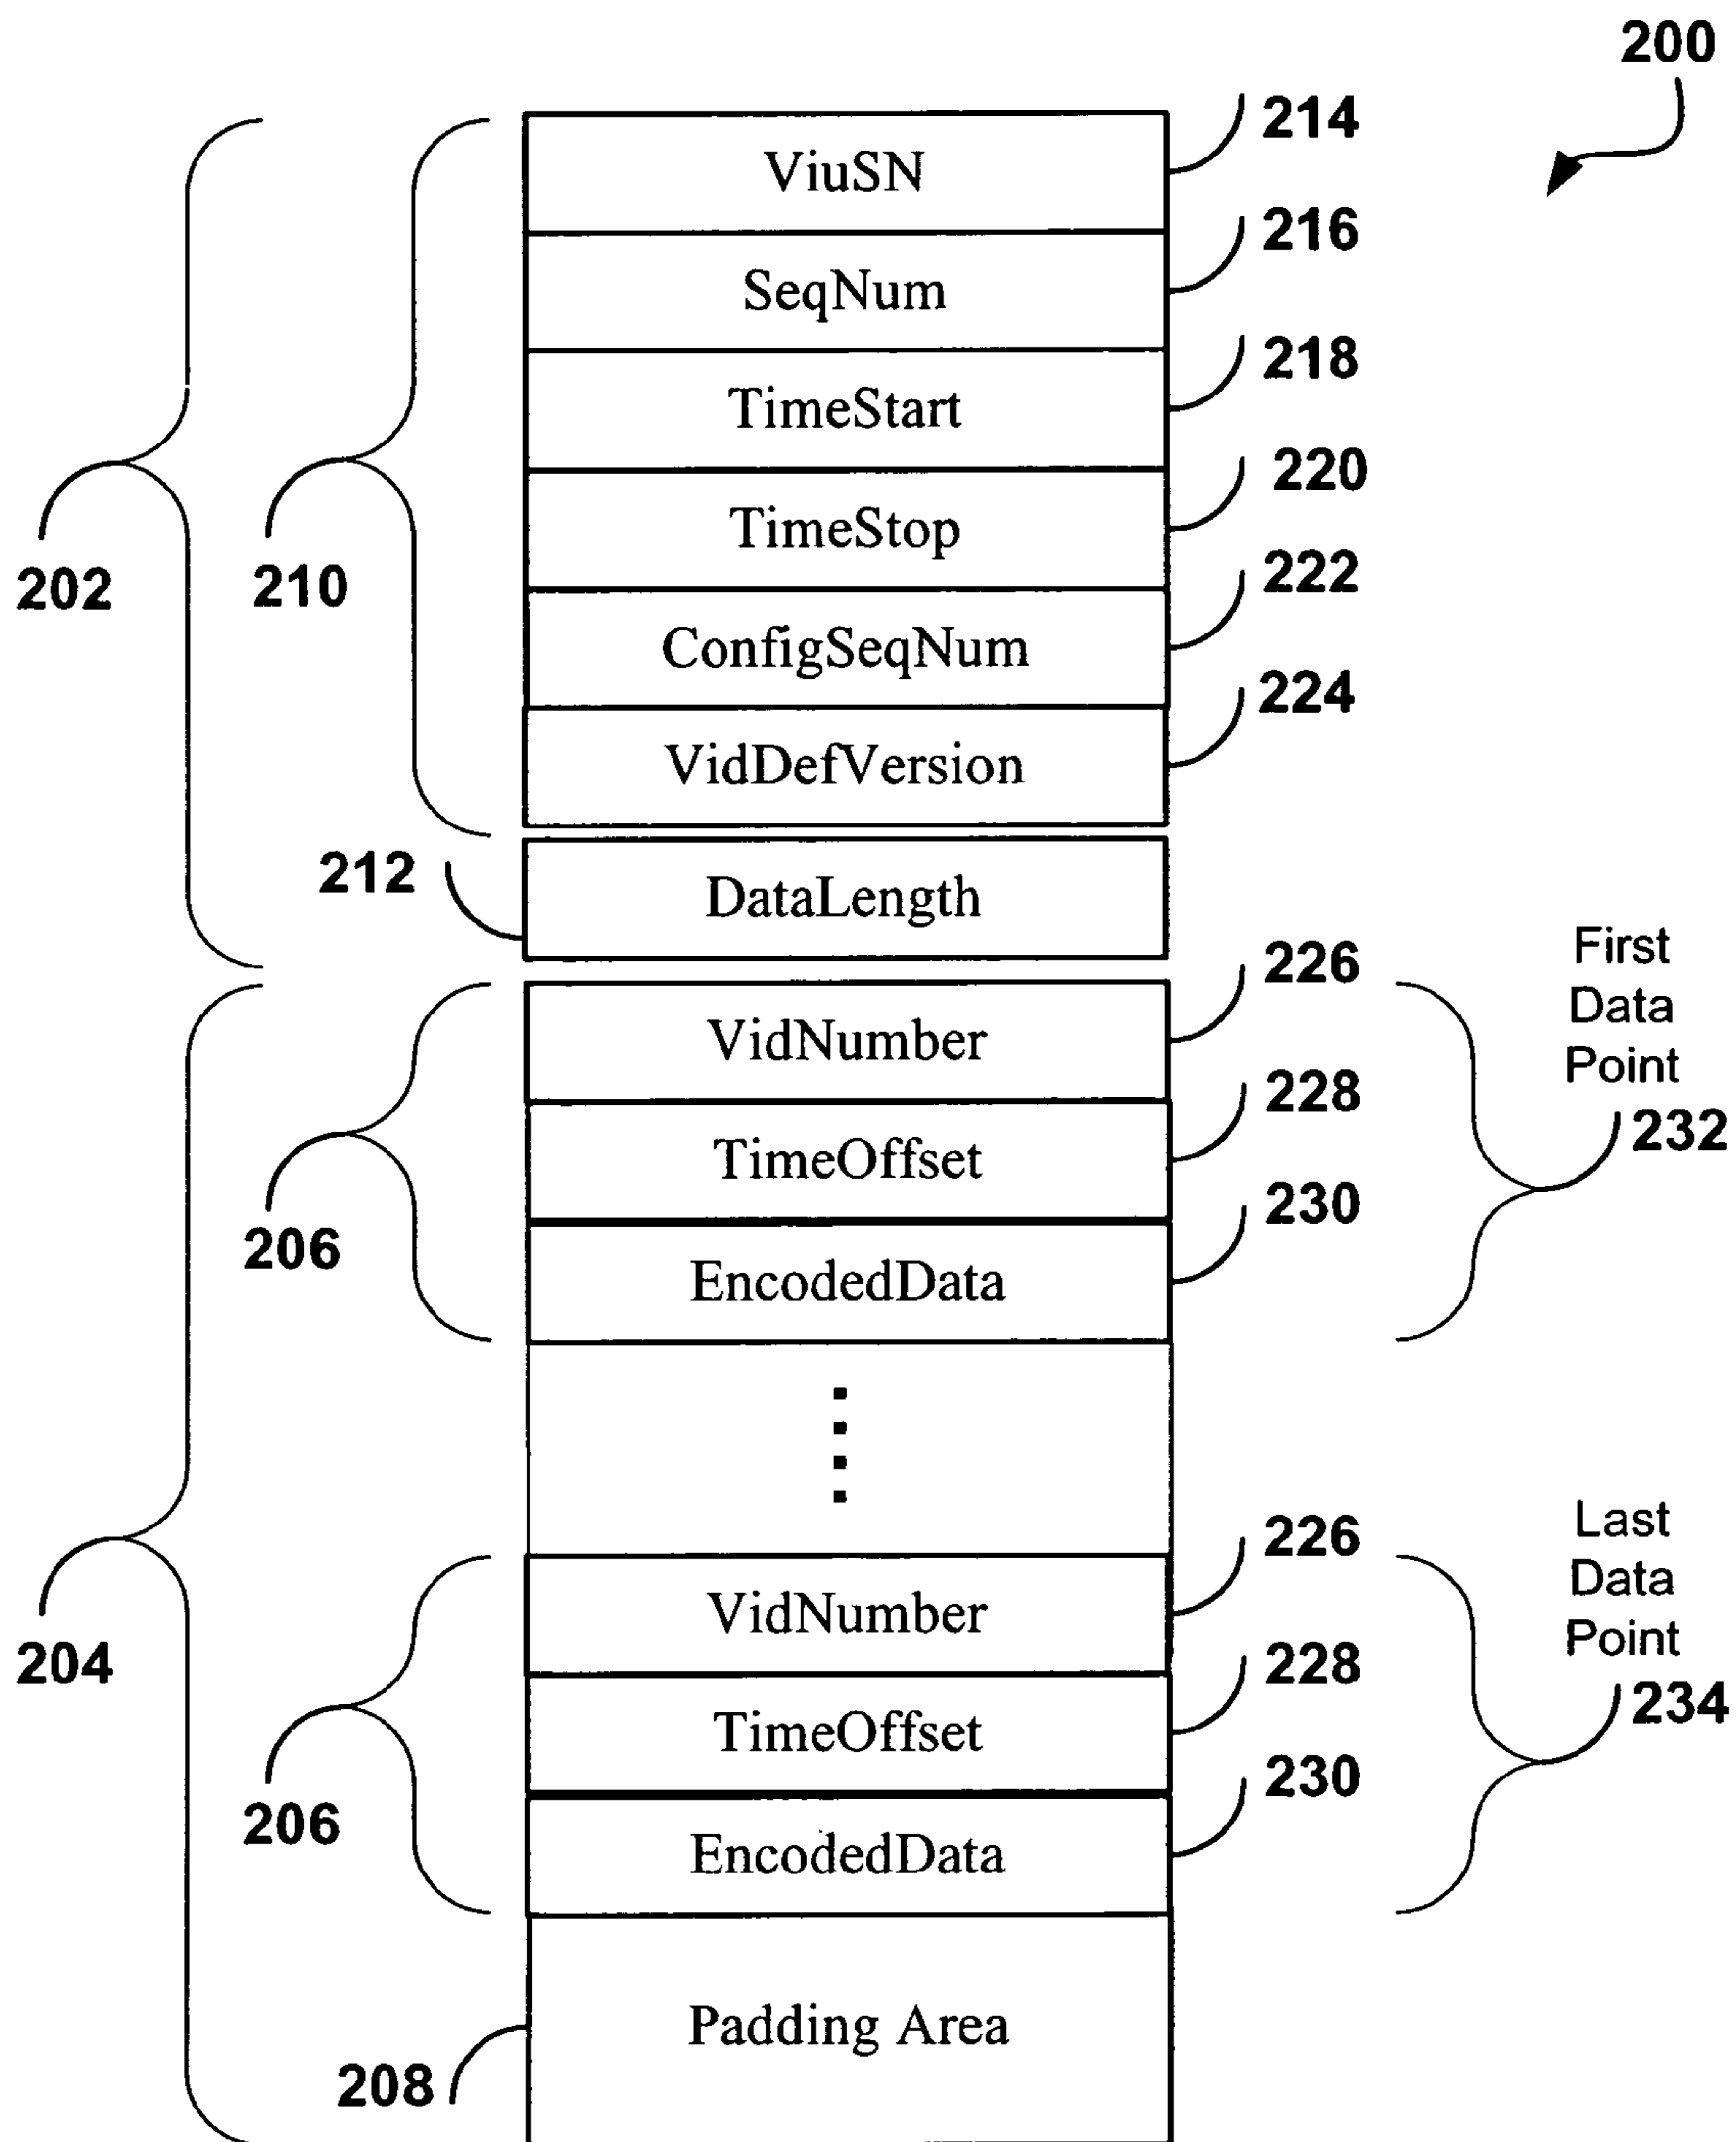 200
214
ViuSN
216
SeqNum
218
TimeStart
220
TimeStop
222
202
210
ConfigSeqNum
224
VidDefVersion
212
DataLength
226
First
Data
Point
232
VidNumber
228
TimeOffset
230
206
EncodedData
226
Last
Data
Point
234
VidNumber
204
228
TimeOffset
230
206
EncodedData
Padding Area
208